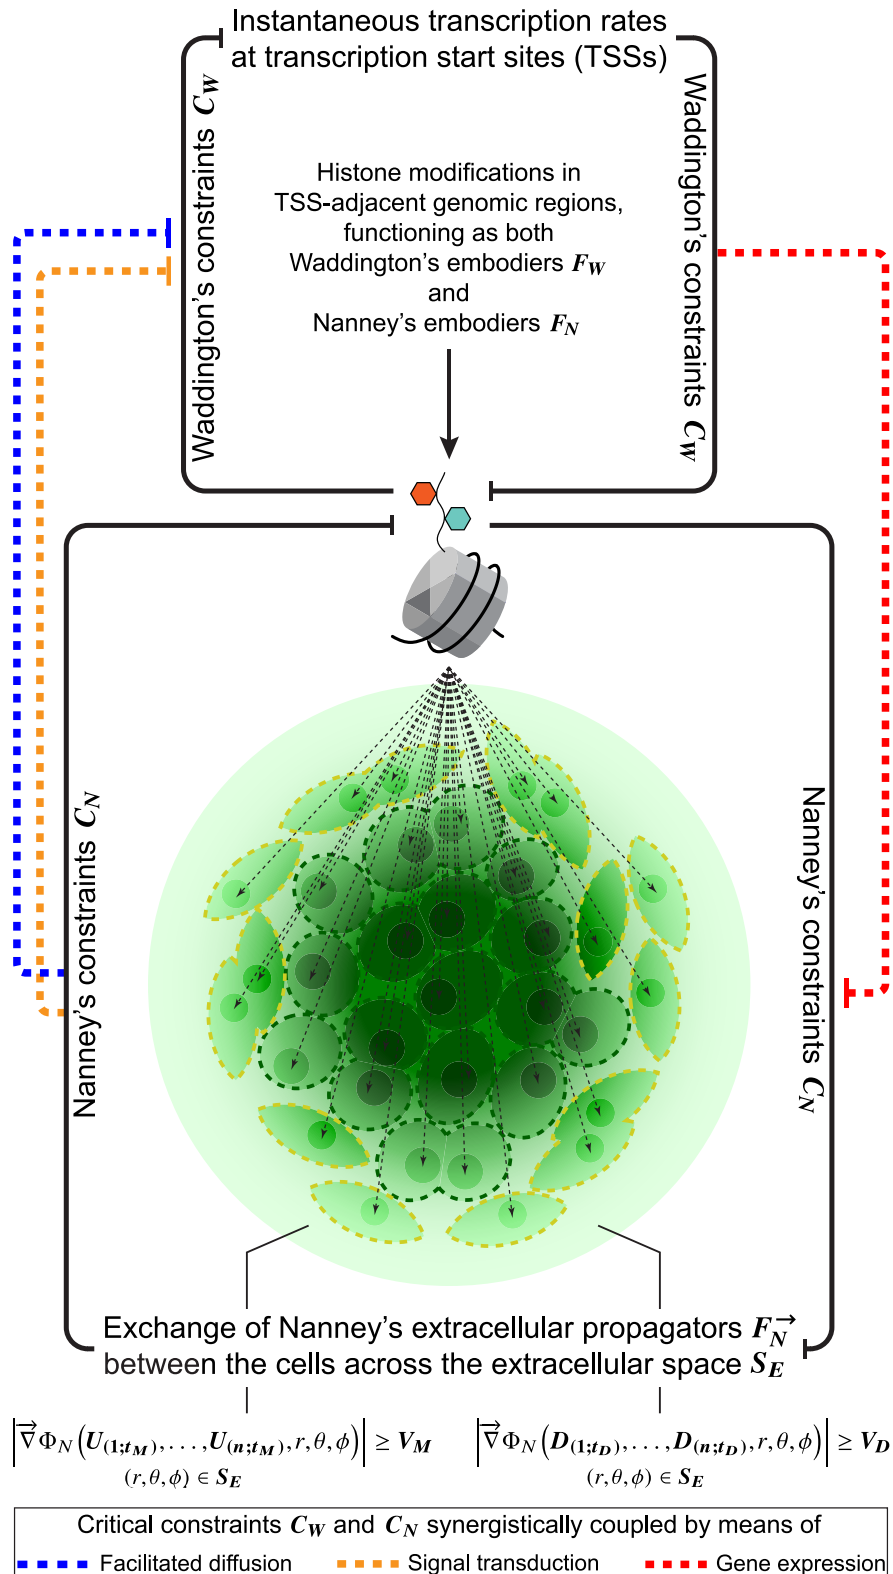 Instantaneous transcription rates
at transcription start sites (TSSs)
Waddington's constraints C_W
Waddington's constraints C_W
Histone modifications in
TSS-adjacent genomic regions,
functioning as both
Waddington's embodiers F_W
and
Nanney's embodiers F_N
Nanney's constraints C_N
Nanney's constraints C_N
Exchange of Nanney's extracellular propagators F_N^→
between the cells across the extracellular space S_E
|∇⃗Φ_N(U_(1;t_M), . . . , U_(n;t_M), r, θ, ϕ)| ≥ V_M
(r, θ, ϕ) ∈ S_E
|∇⃗Φ_N(D_(1;t_D), . . . , D_(n;t_D), r, θ, ϕ)| ≥ V_D
(r, θ, ϕ) ∈ S_E
Critical constraints C_W and C_N synergistically coupled by means of
Facilitated diffusion
Signal transduction
Gene expression